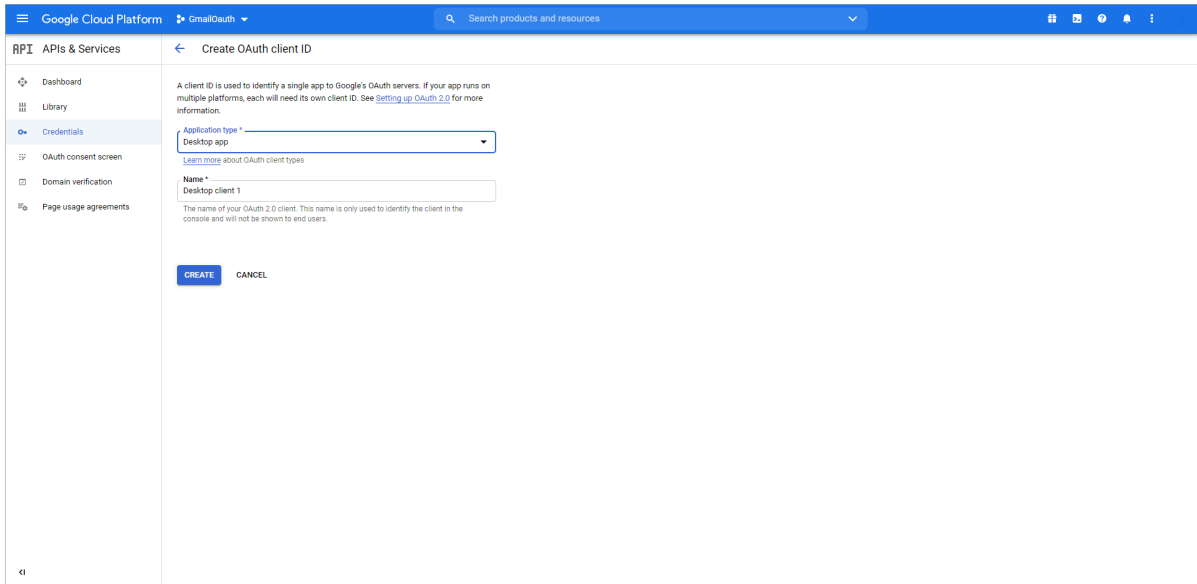 Google Cloud Platform GmailOauth Search products and resources
API APIs & Services
Create OAuth client ID
Dashboard
Library
Credentials
OAuth consent screen
Domain verification
Page usage agreements
A client ID is used to identify a single app to Google's OAuth servers. If your app runs on
multiple platforms, each will need its own client ID. See Setting up OAuth 2.0 for more
information.
Application type *
Desktop app
Learn more about OAuth client types
Name *
Desktop client 1
The name of your OAuth 2.0 client. This name is only used to identify the client in the
console and will not be shown to end users.
CREATE CANCEL